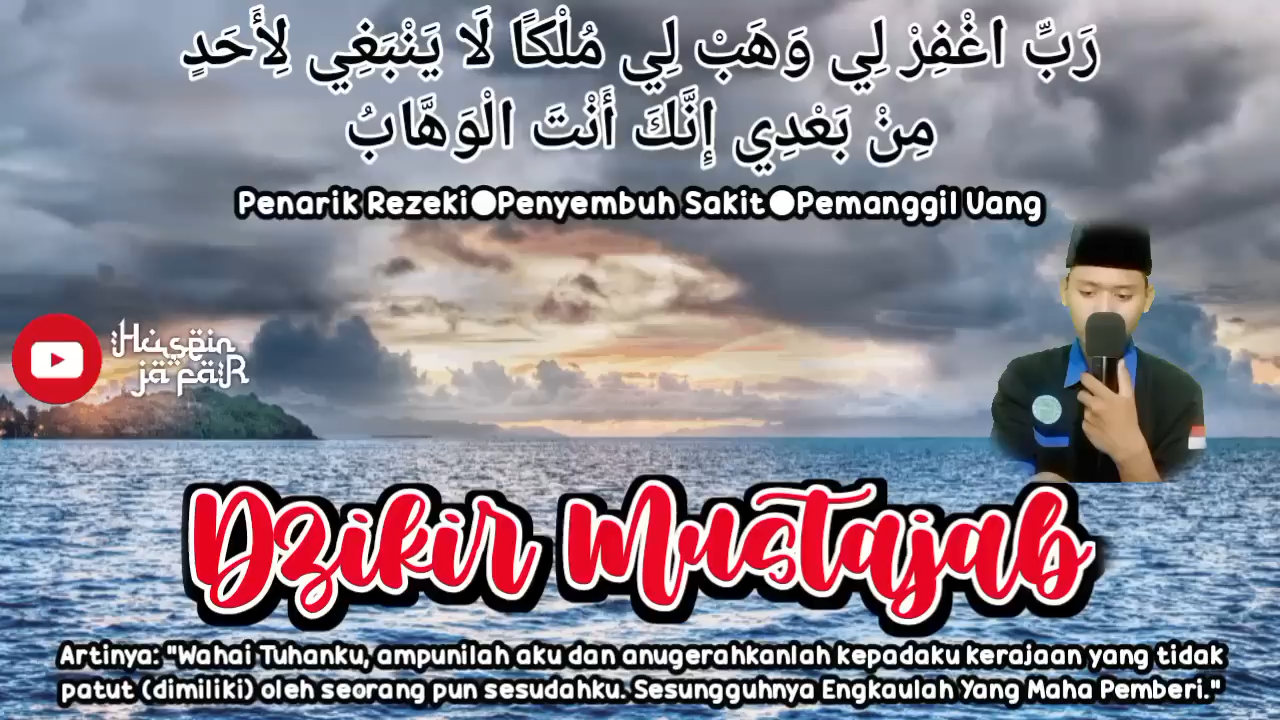 رَبِّ اغْفِرْ لِي وَهَبْ لِي مُلْكًا لَا يَنْبَغِي لِأَحَدٍ
مِنْ بَعْدِي إِنَّكَ أَنْتَ الْوَهَّابُ
Penarik Rezeki●Penyembuh Sakit●Pemanggil Uang
Husein
ja'far
Dzikir Mustajab
Artinya: "Wahai Tuhanku, ampunilah aku dan anugerahkanlah kepadaku kerajaan yang tidak
patut (dimiliki) oleh seorang pun sesudahku. Sesungguhnya Engkaulah Yang Maha Pemberi."